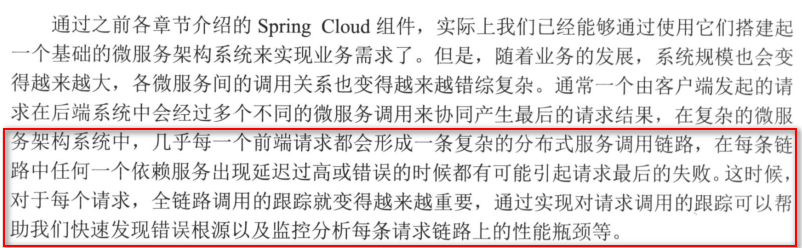 通过之前各章节介绍的 Spring Cloud 组件，实际上我们已经能够通过使用它们搭建起
一个基础的微服务架构系统来实现业务需求了。但是，随着业务的发展，系统规模也会变
得越来越大，各微服务间的调用关系也变得越来越错综复杂。通常一个由客户端发起的请
求在后端系统中会经过多个不同的微服务调用来协同产生最后的请求结果，在复杂的微服
务架构系统中，几乎每一个前端请求都会形成一条复杂的分布式服务调用链路，在每条链
路中任何一个依赖服务出现延迟过高或错误的时候都有可能引起请求最后的失败。这时候，
对于每个请求，全链路调用的跟踪就变得越来越重要，通过实现对请求调用的跟踪可以帮
助我们快速发现错误根源以及监控分析每条请求链路上的性能瓶颈等。